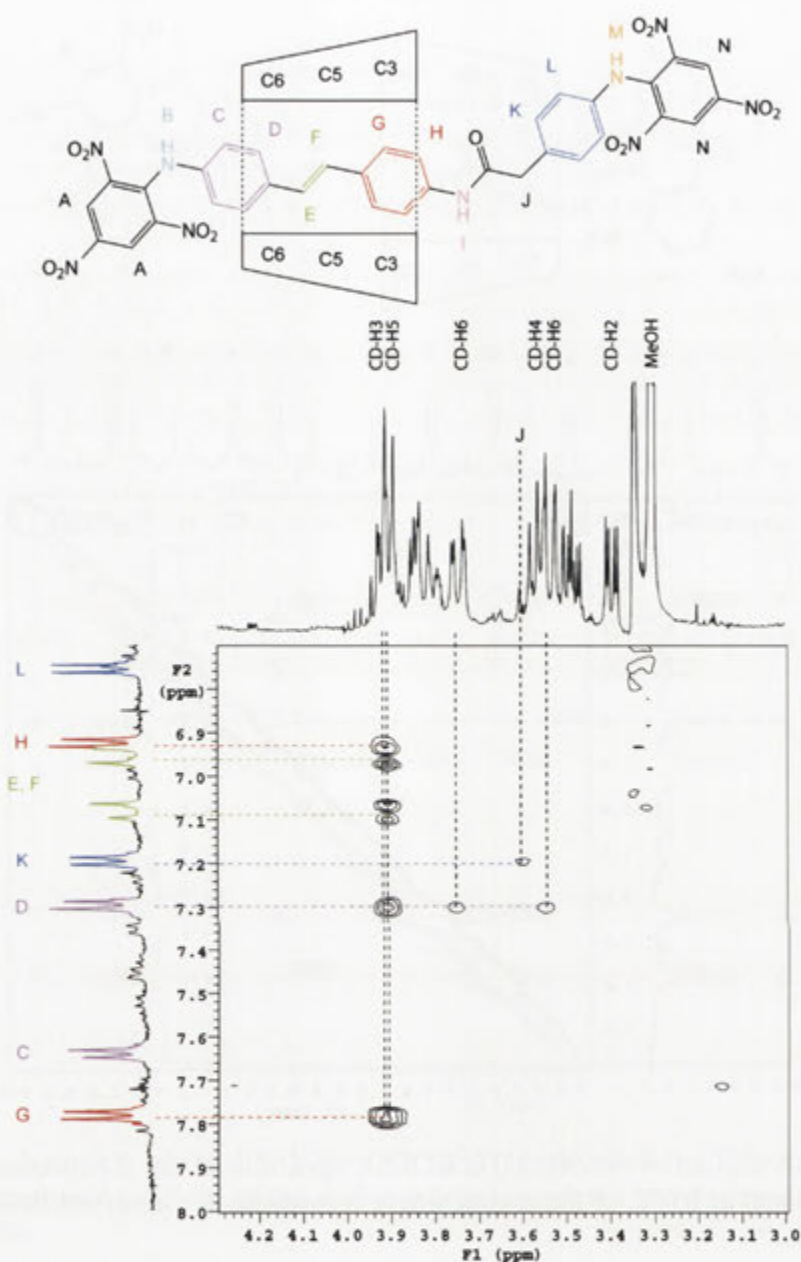 O₂N
M
H
N
N
NO₂
O₂N
N
L
K
O
J
C6 C5 C3
B
H
N
C
D
F
G
H
E
N
H
I
O₂N
NO₂
A
O₂N
A
C6 C5 C3
CD-H3
CD-H5
CD-H6
CD-H4
CD-H6
CD-H2
MeOH
J
L
H
E, F
K
D
C
G
F2
(ppm)
6.9
7.0
7.1
7.2
7.3
7.4
7.5
7.6
7.7
7.8
7.9
8.0
4.2 4.1 4.0 3.9 3.8 3.7 3.6 3.5 3.4 3.3 3.2 3.1 3.0
F1 (ppm)